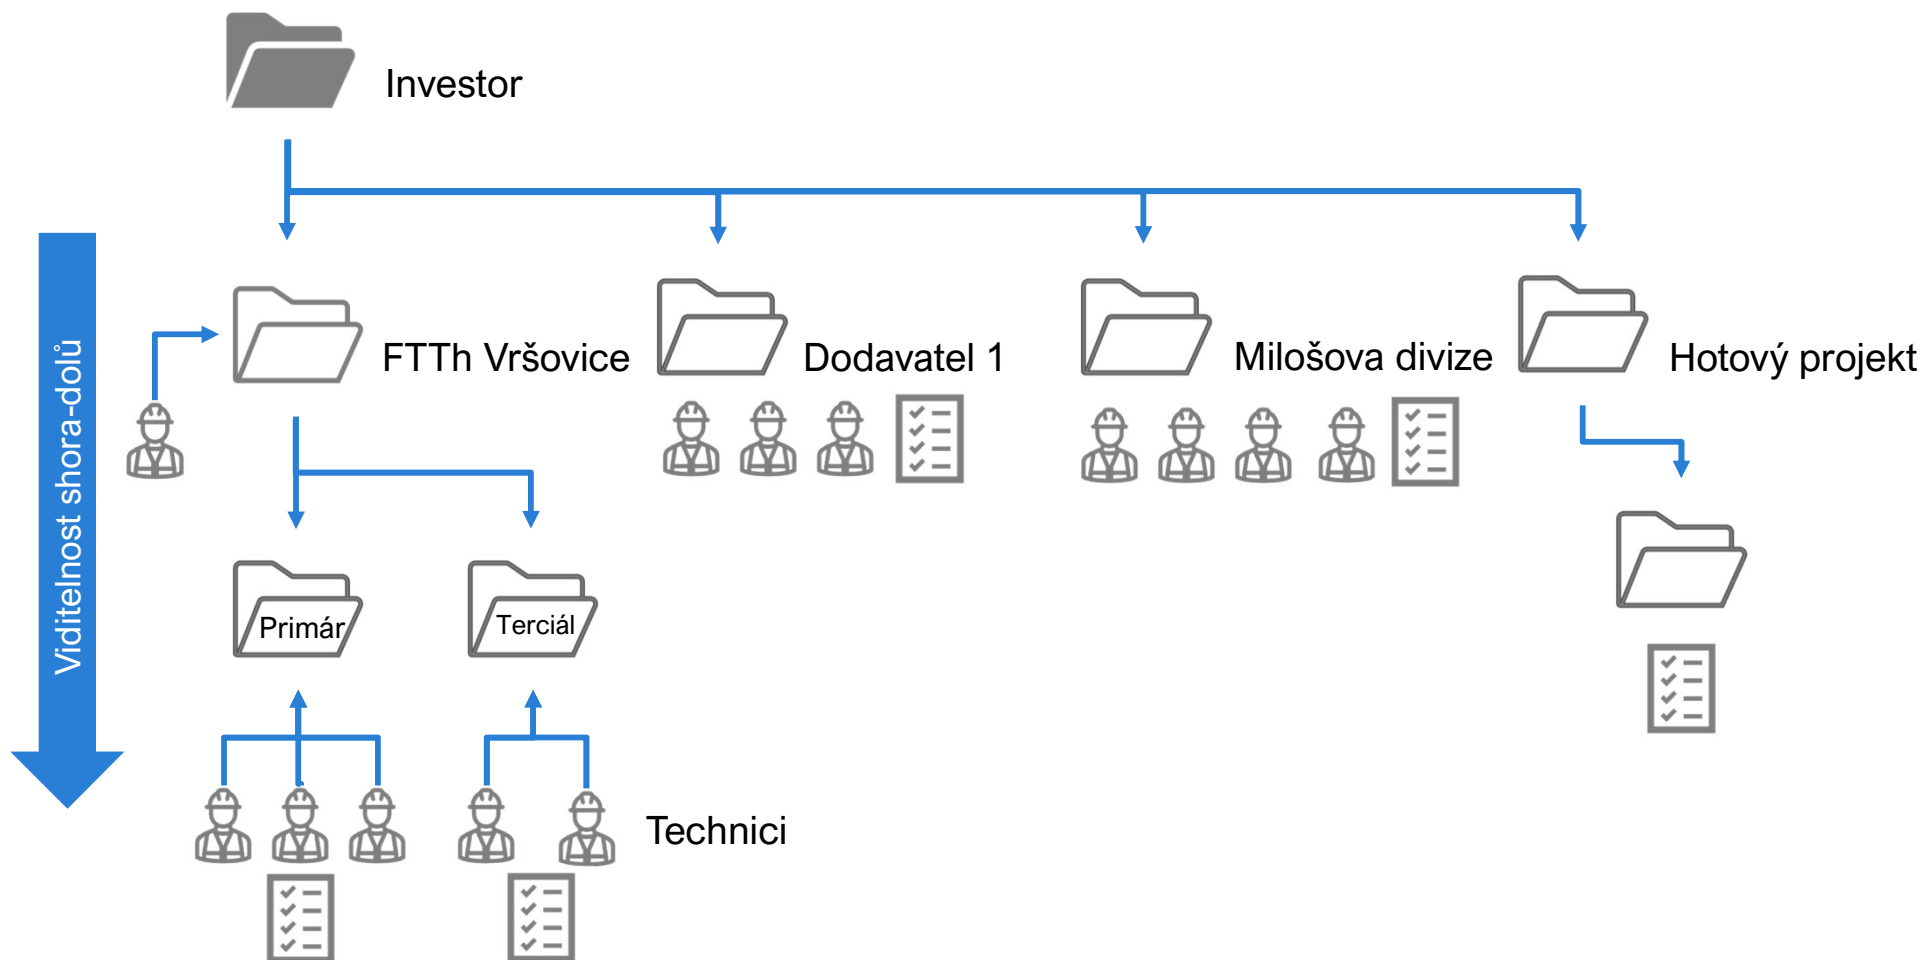 Investor
Viditelnost shora-dolů
FTTh Vršovice
Dodavatel 1
Milošova divize
Hotový projekt
Primár
Terciál
Technici